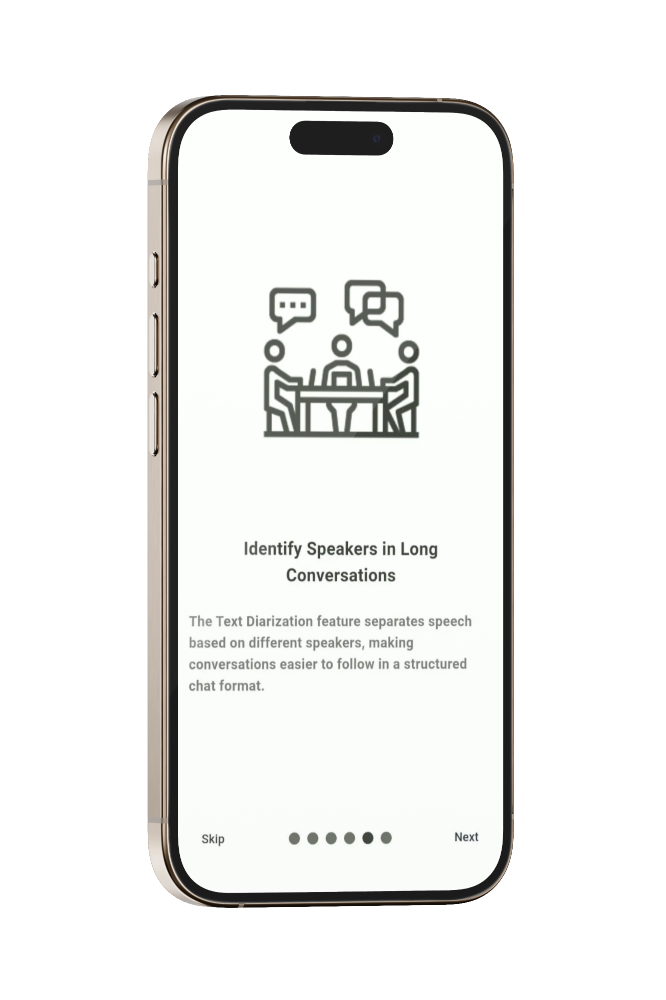 Identify Speakers in Long
Conversations
The Text Diarization feature separates speech
based on different speakers, making
conversations easier to follow in a structured
chat format.
Skip
Next